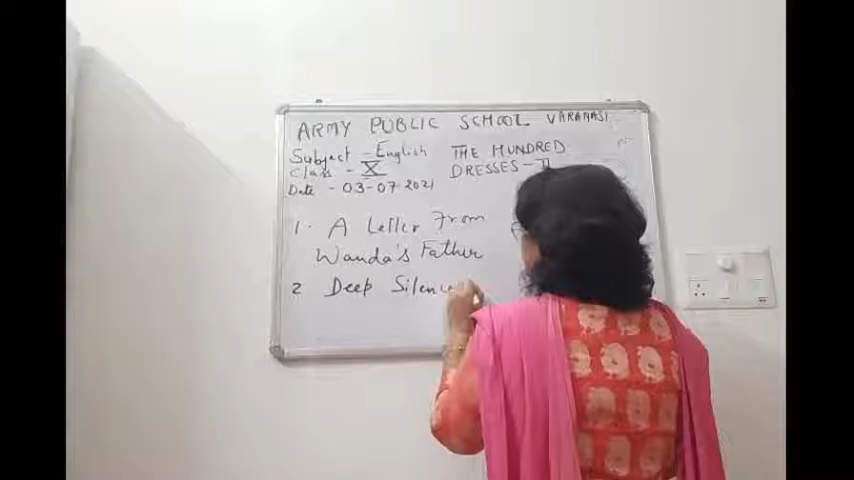 ARMY PUBLIC SCHOOL VARANASI
Subject - English THE HUNDRED
Class - X DRESSES - II
Date - 03-07-2021
1. A Letter From
Wanda's Father
2 Deep Silen